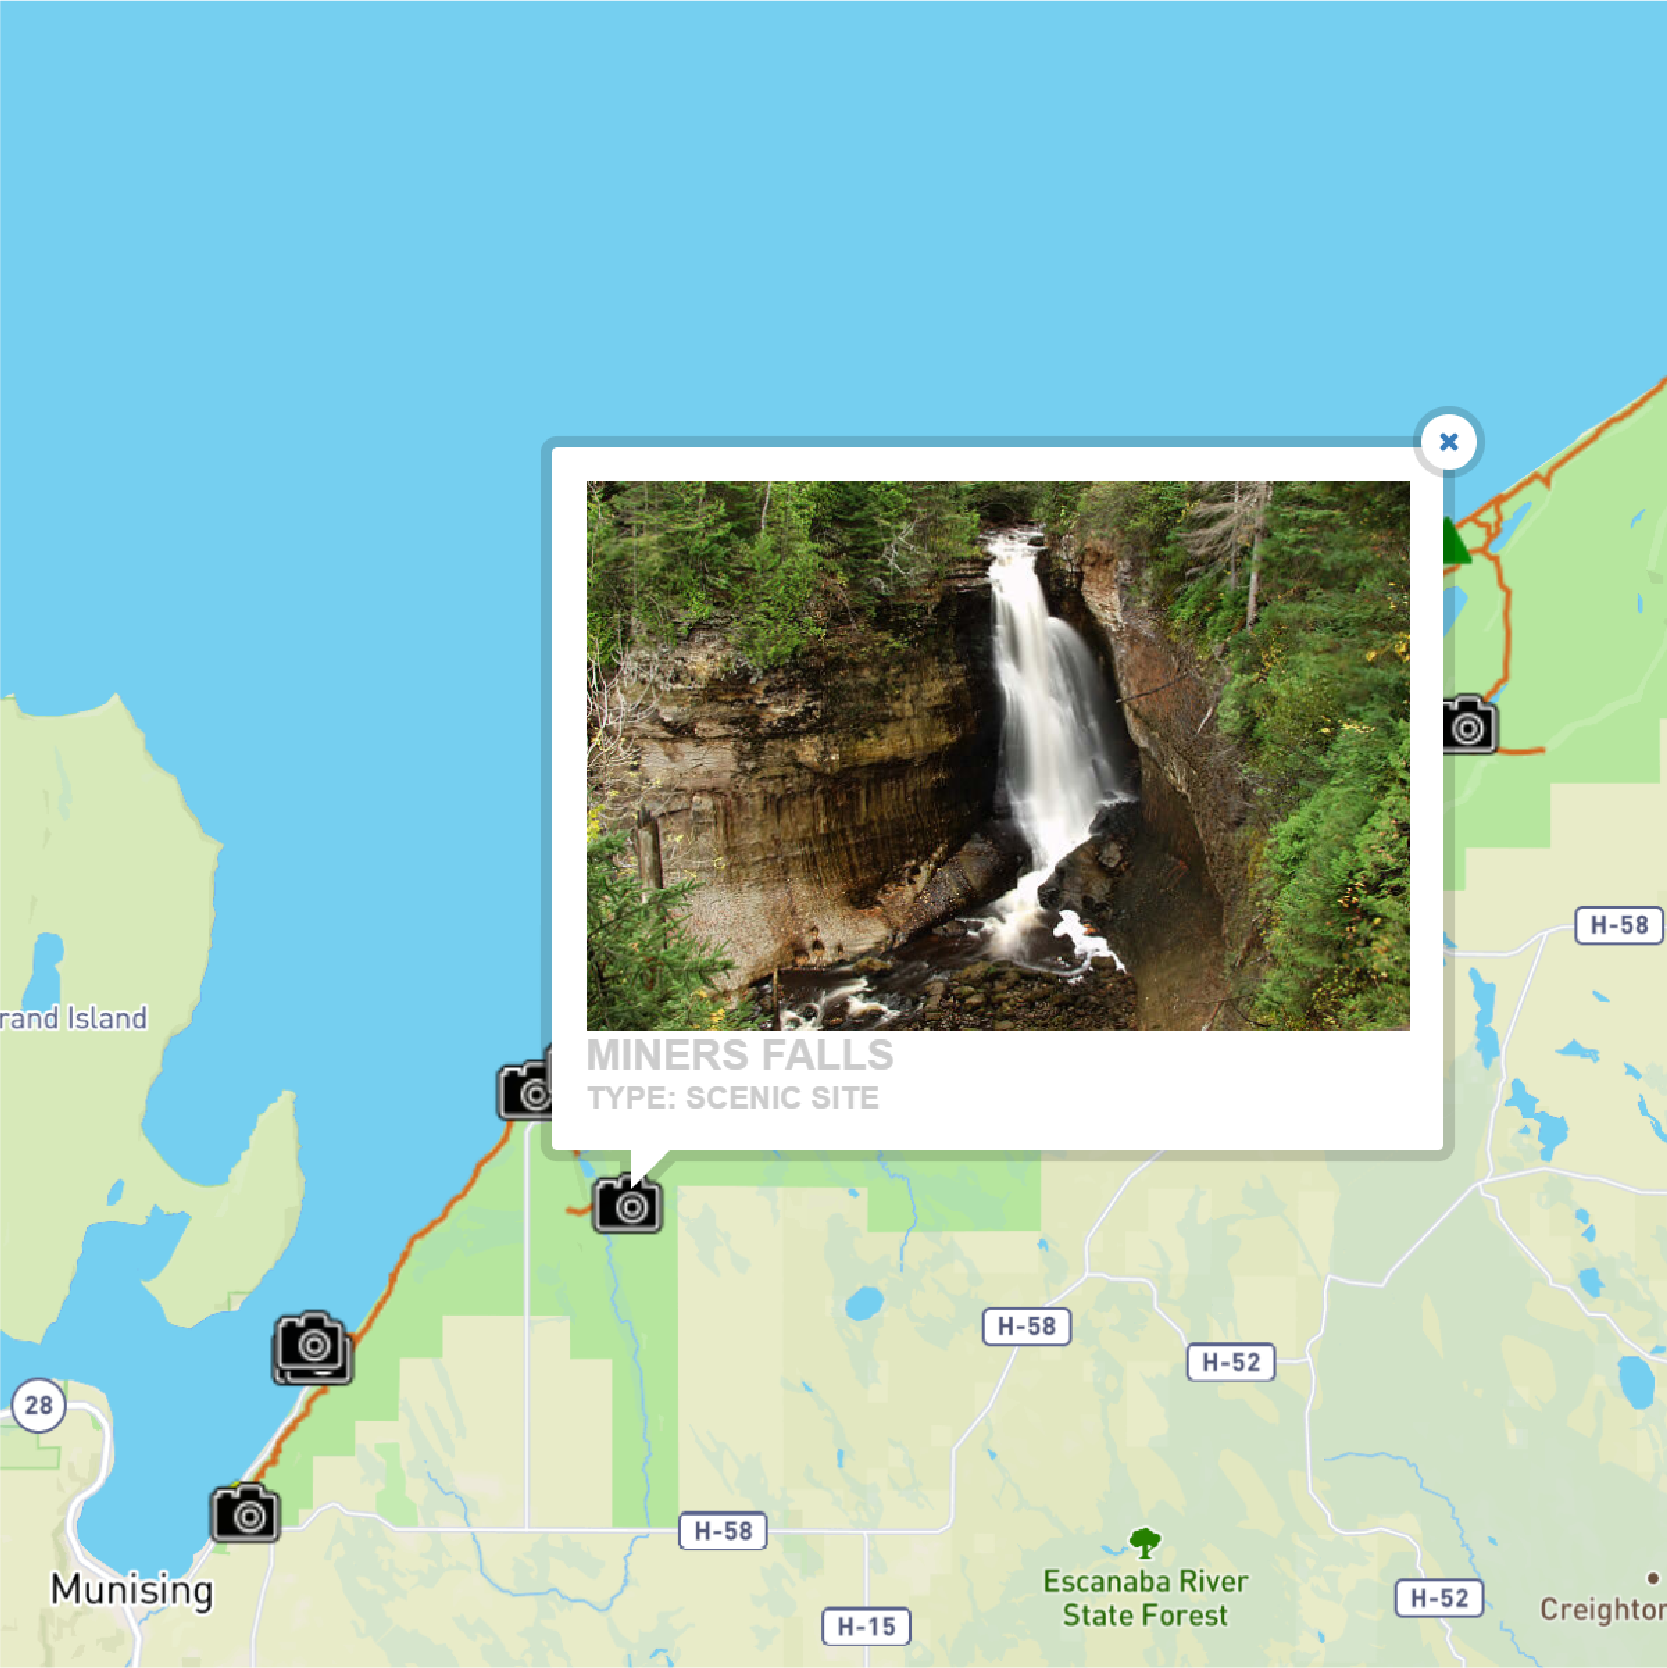 H-58
rand Island
MINERS FALLS
TYPE: SCENIC SITE
H-58
H-52
28
H-58
Munising
Escanaba River
State Forest
H-52
Creighton
H-15